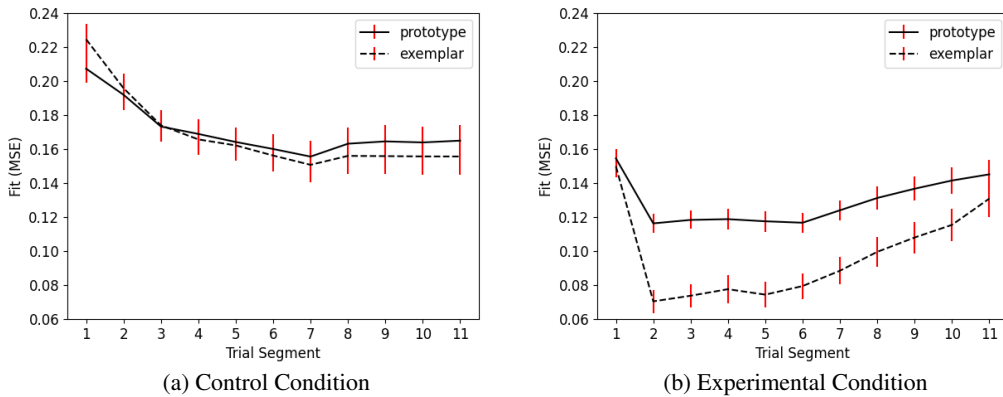 0.24
0.22
0.20
0.18
0.16
0.14
0.12
0.10
0.08
0.06
Fit (MSE)
prototype
exemplar
1 2 3 4 5 6 7 8 9 10 11
Trial Segment
(a) Control Condition
0.24
0.22
0.20
0.18
0.16
0.14
0.12
0.10
0.08
0.06
Fit (MSE)
prototype
exemplar
1 2 3 4 5 6 7 8 9 10 11
Trial Segment
(b) Experimental Condition